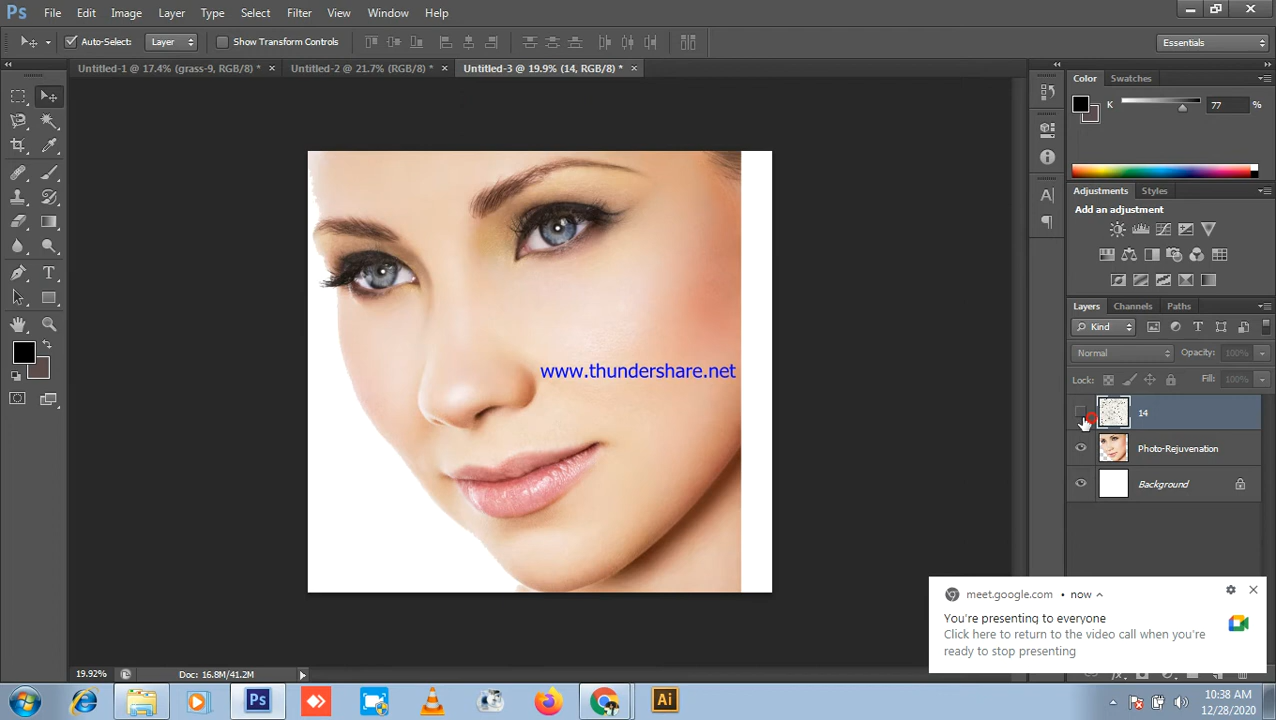 Ps File Edit Image Layer Type Select Filter View Window Help
Auto-Select: Layer Show Transform Controls Essentials
Untitled-1 @ 17.4% (grass-9, RGB/8) * × Untitled-2 @ 21.7% (RGB/8) * × Untitled-3 @ 19.9% (14, RGB/8) * ×
Color Swatches
K 77 %
Adjustments Styles
Add an adjustment
Layers Channels Paths
Kind
Normal Opacity: 100%
Lock: Fill: 100%
14
Photo-Rejuvenation
Background
www.thundershare.net
meet.google.com • now
You're presenting to everyone
Click here to return to the video call when you're
ready to stop presenting
19.92% Doc: 16.8M/41.2M
Ps Ai
10:38 AM
12/28/2020